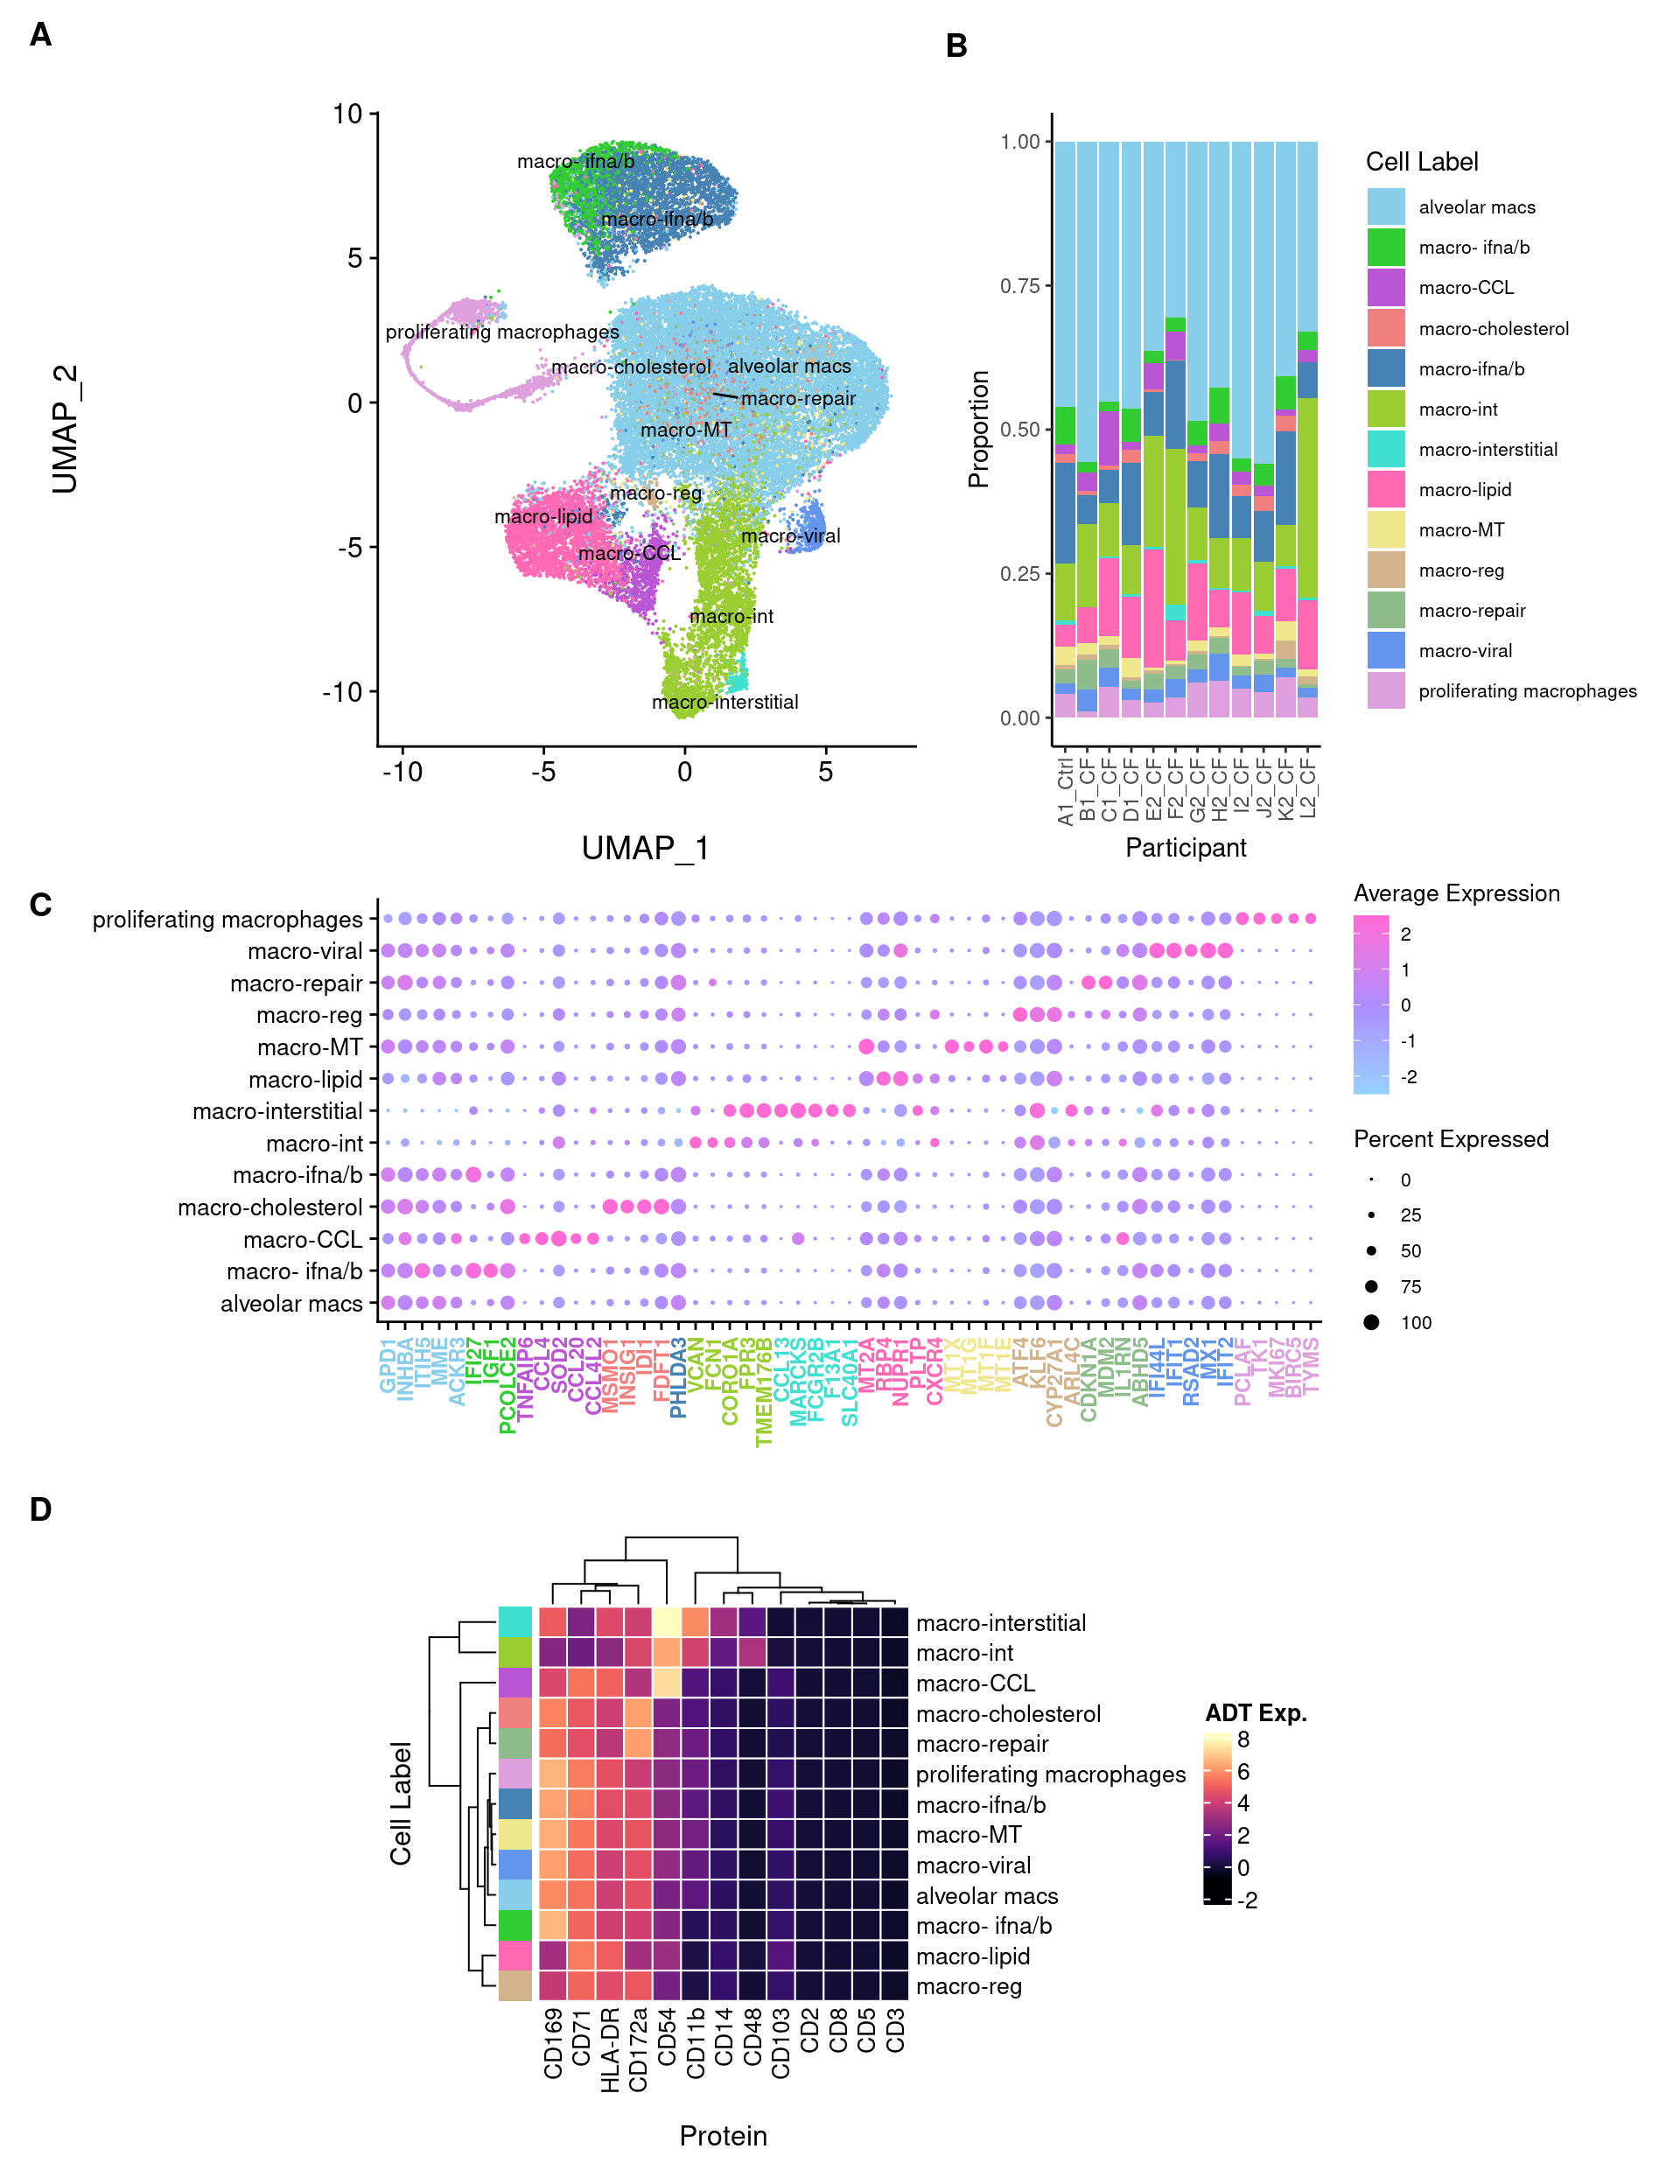 A
10
5
0
-5
-10
UMAP_2
macro- ifna/b
macro-ifna/b
proliferating macrophages
macro-cholesterol
alveolar macs
macro-repair
macro-MT
macro-reg
macro-lipid
macro-viral
macro-CCL
macro-int
macro-interstitial
-10
-5
0
5
UMAP_1
B
1.00
0.75
0.50
0.25
0.00
Proportion
A1_Ctrl
B1_CF
C1_CF
D1_CF
E2_CF
F2_CF
G2_CF
H2_CF
I2_CF
J2_CF
K2_CF
L2_CF
Participant
Cell Label
alveolar macs
macro- ifna/b
macro-CCL
macro-cholesterol
macro-ifna/b
macro-int
macro-interstitial
macro-lipid
macro-MT
macro-reg
macro-repair
macro-viral
proliferating macrophages
C
proliferating macrophages
macro-viral
macro-repair
macro-reg
macro-MT
macro-lipid
macro-interstitial
macro-int
macro-ifna/b
macro-cholesterol
macro-CCL
macro- ifna/b
alveolar macs
GPD1
INHBA
ITIH5
MME
ACKR3
IFI27
IGF1
PCOLCE2
TNFAIP6
CCL4
SOD2
CCL20
CCL4L2
MSMO1
INSIG1
IDI1
FDFT1
PHLDA3
VCAN
FCN1
CORO1A
FPR3
TMEM176B
CCL13
MARCKS
FCGR2B
F13A1
SLC40A1
MT2A
RBP4
NUPR1
PLTP
CXCR4
MT1X
MT1G
MT1F
MT1E
ATF4
KLF6
CYP27A1
ARL4C
CDKN1A
MDM2
IL1RN
ABHD5
IFI44L
IFIT1
RSAD2
MX1
IFIT2
PCLAF
TK1
MKI67
BIRC5
TYMS
Average Expression
2
1
0
-1
-2
Percent Expressed
0
25
50
75
100
D
Cell Label
macro-interstitial
macro-int
macro-CCL
macro-cholesterol
macro-repair
proliferating macrophages
macro-ifna/b
macro-MT
macro-viral
alveolar macs
macro- ifna/b
macro-lipid
macro-reg
CD169
CD71
HLA-DR
CD172a
CD54
CD11b
CD14
CD48
CD103
CD2
CD8
CD5
CD3
Protein
ADT Exp.
8
6
4
2
0
-2